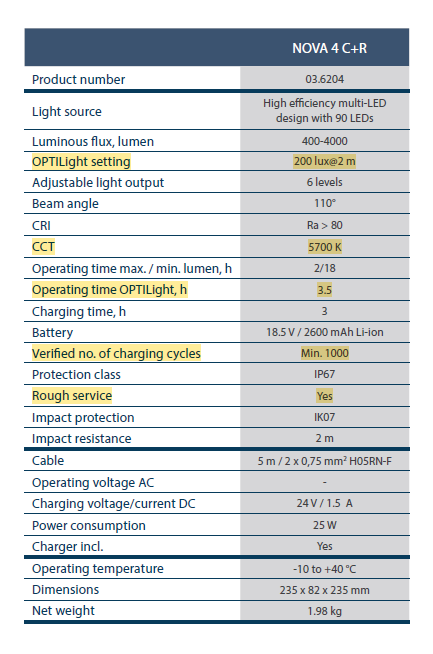 NOVA 4 C+R
Product number 03.6204
Light source High efficiency multi-LED
design with 90 LEDs
Luminous flux, lumen 400-4000
OPTILight setting 200 lux@2 m
Adjustable light output 6 levels
Beam angle 110°
CRI Ra > 80
CCT 5700 K
Operating time max. / min. lumen, h 2/18
Operating time OPTILight, h 3.5
Charging time, h 3
Battery 18.5 V / 2600 mAh Li-ion
Verified no. of charging cycles Min. 1000
Protection class IP67
Rough service Yes
Impact protection IK07
Impact resistance 2 m
Cable 5 m / 2 x 0,75 mm² H05RN-F
Operating voltage AC -
Charging voltage/current DC 24 V / 1.5 A
Power consumption 25 W
Charger incl. Yes
Operating temperature -10 to +40 °C
Dimensions 235 x 82 x 235 mm
Net weight 1.98 kg